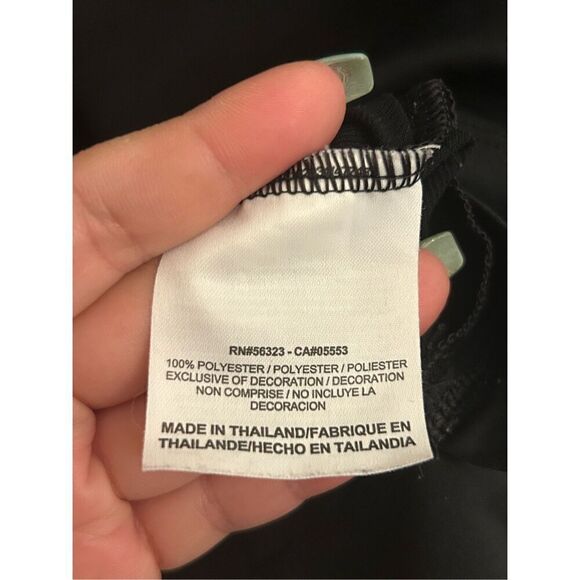 RN#56323 - CA#05553
100% POLYESTER / POLYESTER / POLIESTER
EXCLUSIVE OF DECORATION / DECORATION
NON COMPRISE / NO INCLUYE LA
DECORACION
MADE IN THAILAND/FABRIQUE EN
THAILANDE/HECHO EN TAILANDIA